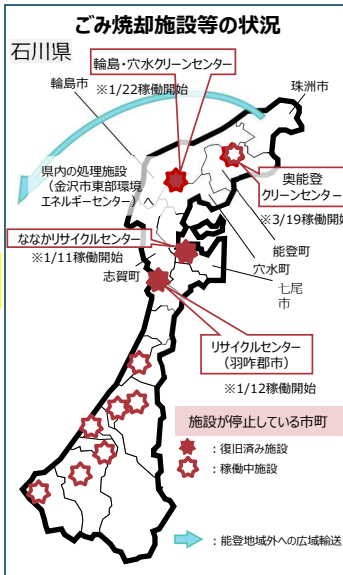 ごみ焼却施設等の状況
石川県
輪島・穴水クリーンセンター
輪島市
※1/22稼働開始
珠洲市
県内の処理施設
（金沢市東部環境
エネルギーセンター）
奥能登
クリーンセンター
※3/19稼働開始
能登町
ななかリサイクルセンター
※1/11稼働開始
穴水町
志賀町
七尾
市
リサイクルセンター
（羽咋郡市）
※1/12稼働開始
施設が停止している市町
：復旧済み施設
：稼働中施設
：能登地域外への広域輸送